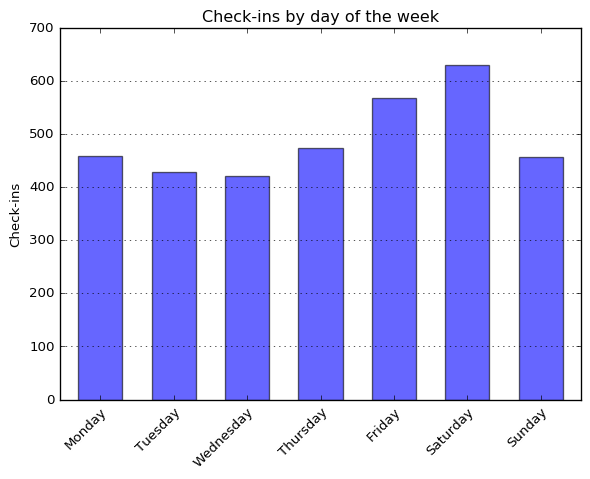 Check-ins by day of the week
700
600
500
400
300
200
100
0
Check-ins
Monday
Tuesday
Wednesday
Thursday
Friday
Saturday
Sunday